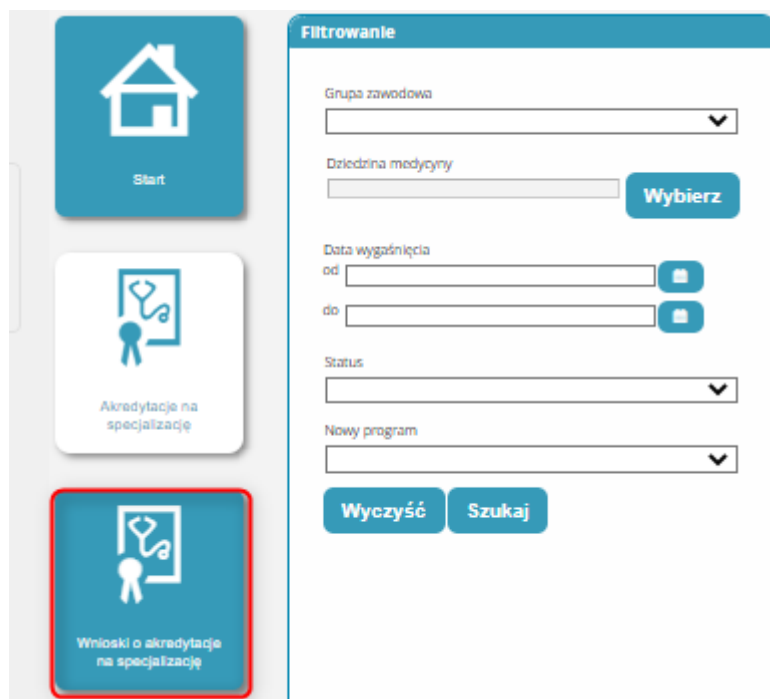 Start
Akredytacje na
specjalizację
Wnioski o akredytacje
na specjalizację
Filtrowanie
Grupa zawodowa
Dziedzina medycyny
Wybierz
Data wygaśnięcia
od
do
Status
Nowy program
Wyczyść
Szukaj